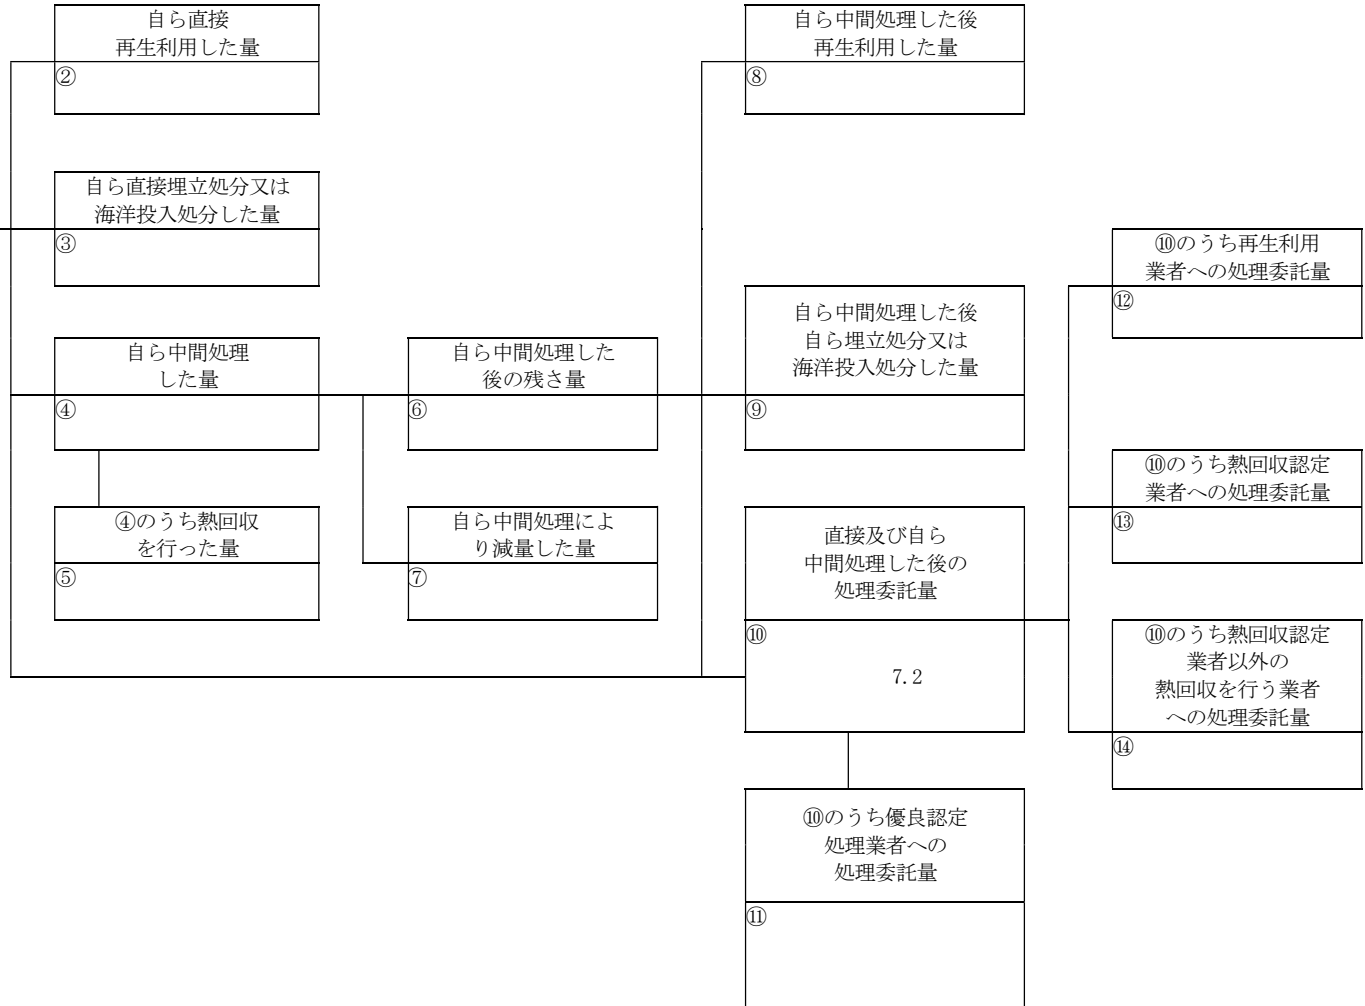 自ら直接
再生利用した量
②
自ら中間処理した後
再生利用した量
⑧
自ら直接埋立処分又は
海洋投入処分した量
③
⑩のうち再生利用
業者への処理委託量
⑫
自ら中間処理した後
自ら埋立処分又は
海洋投入処分した量
⑨
自ら中間処理
した量
④
自ら中間処理した
後の残さ量
⑥
⑩のうち熱回収認定
業者への処理委託量
⑬
④のうち熱回収
を行った量
⑤
自ら中間処理によ
り減量した量
⑦
直接及び自ら
中間処理した後の
処理委託量
⑩
7.2
⑩のうち熱回収認定
業者以外の
熱回収を行う業者
への処理委託量
⑭
⑩のうち優良認定
処理業者への
処理委託量
⑪